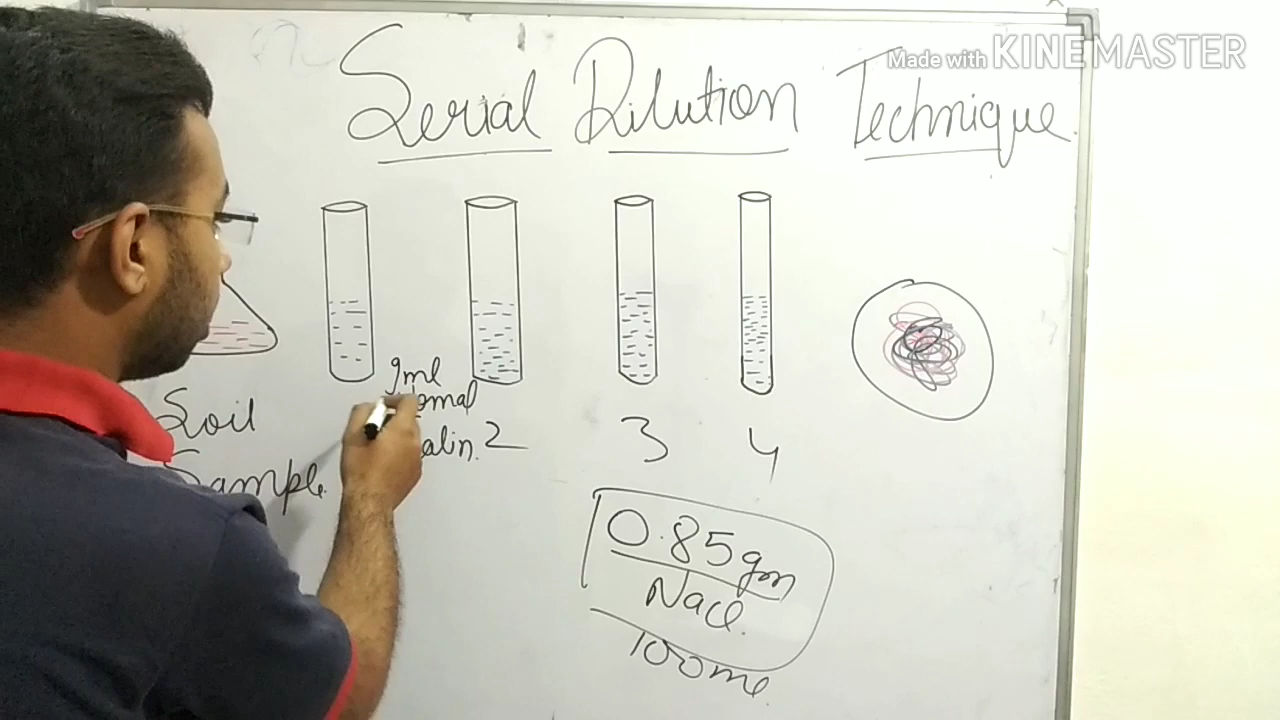 Made with KINEMASTER
Serial Dilution Technique
9ml
Soil
Sample
2
3
4
0.85gm
Nacl
100ml